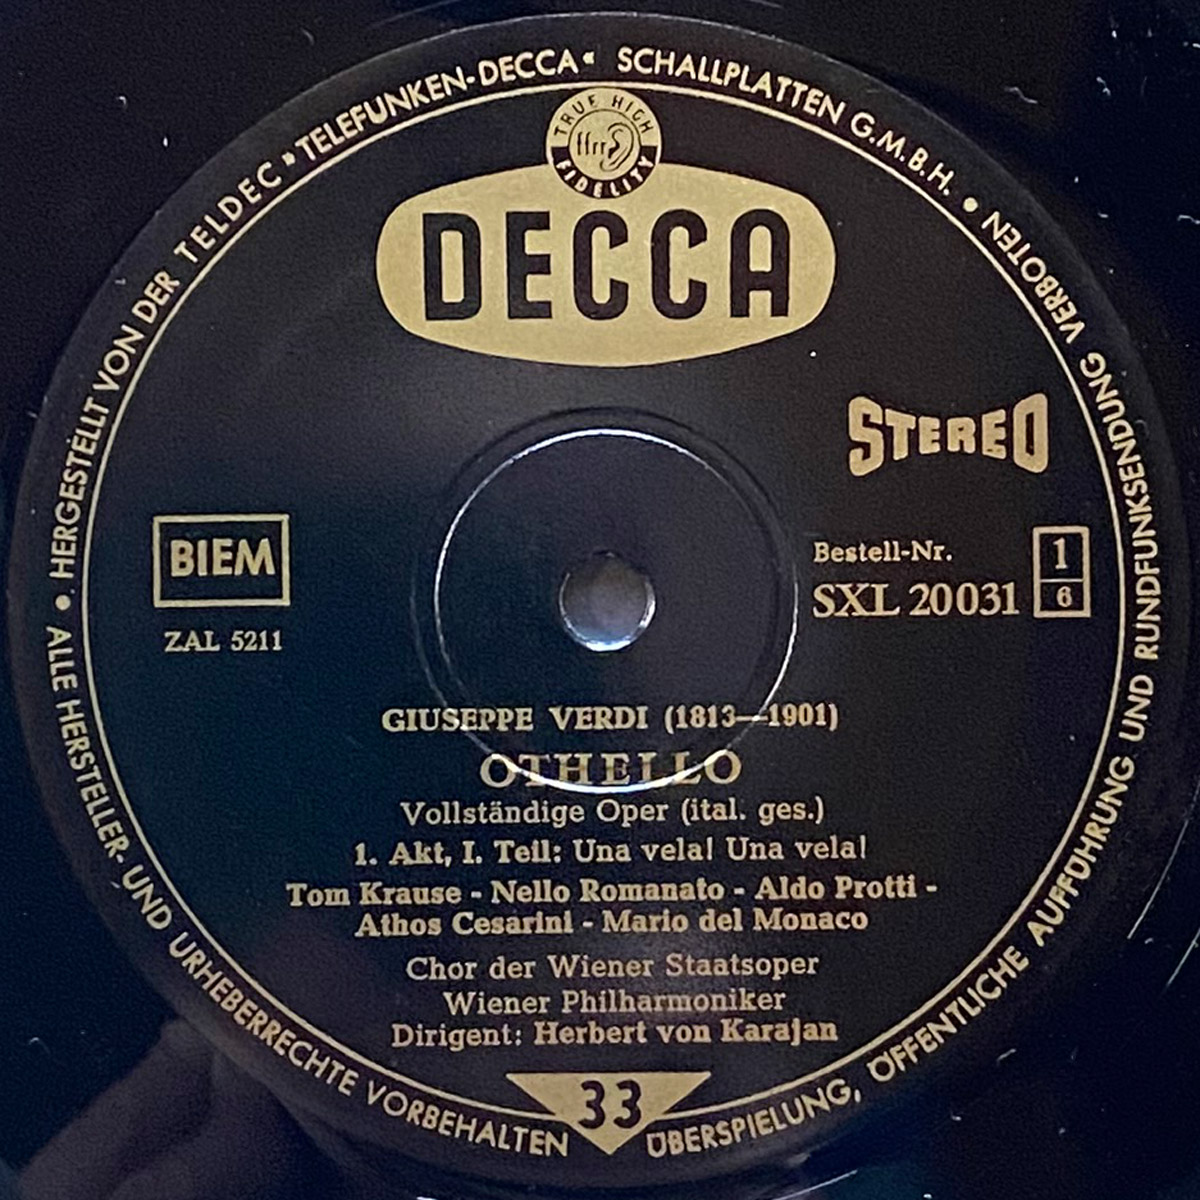 • HERGESTELLT VON DER TELDEC »TELEFUNKEN-DECCA« SCHALLPLATTEN G.M.B.H. •
TRUE HIGH
ffrr
FIDELITY
DECCA
STEREO
BIEM
ZAL 5211
Bestell-Nr.
SXL 20031
1
6
GIUSEPPE VERDI (1813—1901)
OTHELLO
Vollständige Oper (ital. ges.)
1. Akt, I. Teil: Una vela! Una vela!
Tom Krause - Nello Romanato - Aldo Protti -
Athos Cesarini - Mario del Monaco
Chor der Wiener Staatsoper
Wiener Philharmoniker
Dirigent: Herbert von Karajan
33
ALLE HERSTELLER- UND URHEBERRECHTE VORBEHALTEN
ÜBERSPIELUNG, ÖFFENTLICHE AUFFÜHRUNG UND RUNDFUNKSENDUNG VERBOTEN